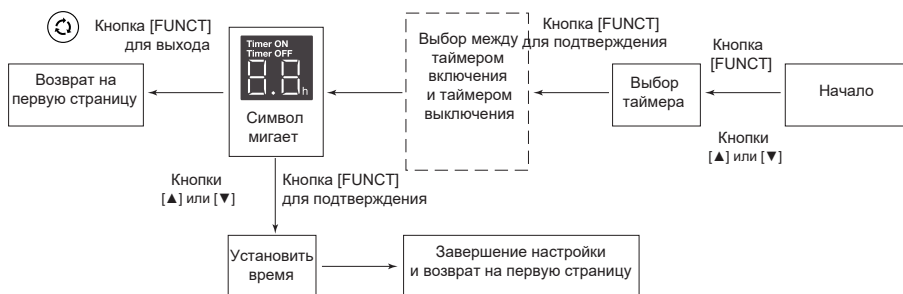 Кнопка [FUNCT]
для выхода
Возврат на
первую страницу
Timer ON
Timer OFF
8.8h
Символ
мигает
Выбор между
таймером
включения
и таймером
выключения
Кнопка [FUNCT]
для подтверждения
Выбор
таймера
Кнопка
[FUNCT]
Кнопки
[▲] или [▼]
Начало
Кнопки
[▲] или [▼]
Кнопка [FUNCT]
для подтверждения
Установить
время
Завершение настройки
и возврат на первую страницу